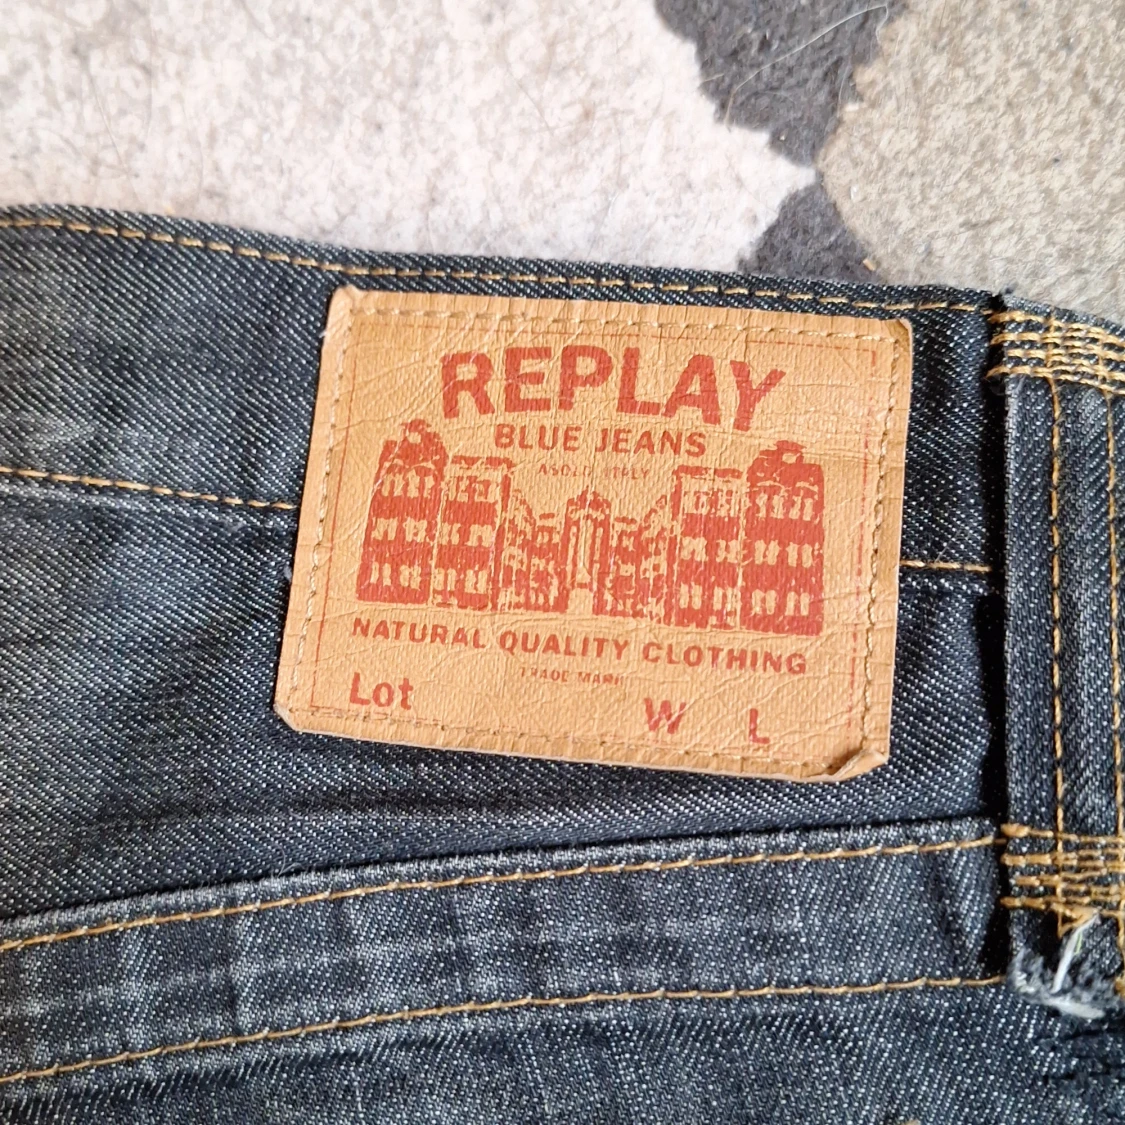 REPLAY
BLUE JEANS
ASOLO ITALY
NATURAL QUALITY CLOTHING
TRADE MARK
Lot W L